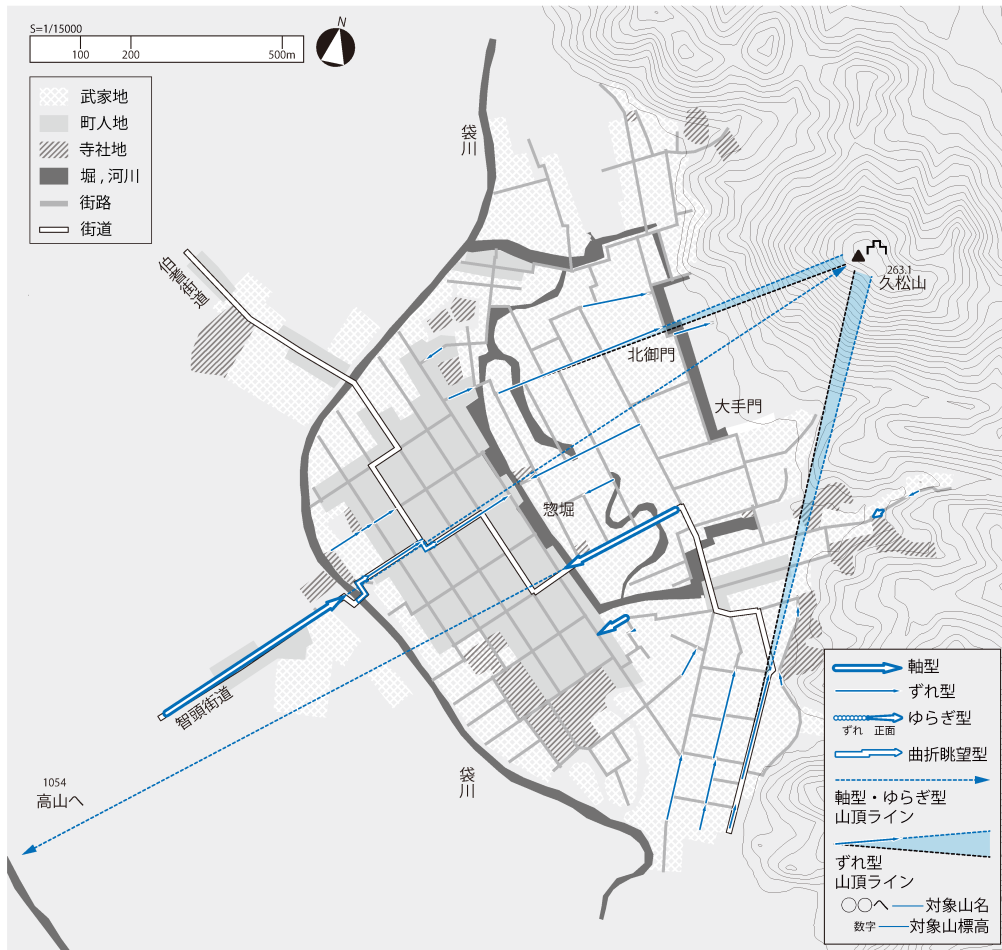 S=1/15000
100
200
500m
N
武家地
町人地
寺社地
堀,河川
街路
街道
袋川
伯耆街道
263.1
久松山
北御門
大手門
惣堀
智頭街道
1054
高山へ
袋川
軸型
ずれ型
ゆらぎ型
ずれ 正面
曲折眺望型
軸型・ゆらぎ型
山頂ライン
ずれ型
山頂ライン
○○へ 対象山名
数字 対象山標高